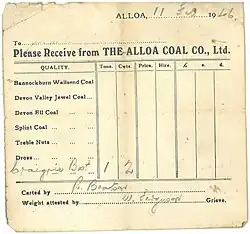 ALLOA, 11 Feb 1946
To
Please Receive from THE ALLOA COAL CO., Ltd.
QUALITY. Tons. Cwts. Price. Hire. £ s. d.
Bannockburn Wallsend Coal
Devon Valley Jewel Coal ...
Devon Ell Coal ... ...
Splint Coal ... ...
Treble Nuts ... ...
Dross ... ... ...
1 2
Carted by
Weight attested by W. Ferguson Grieve.